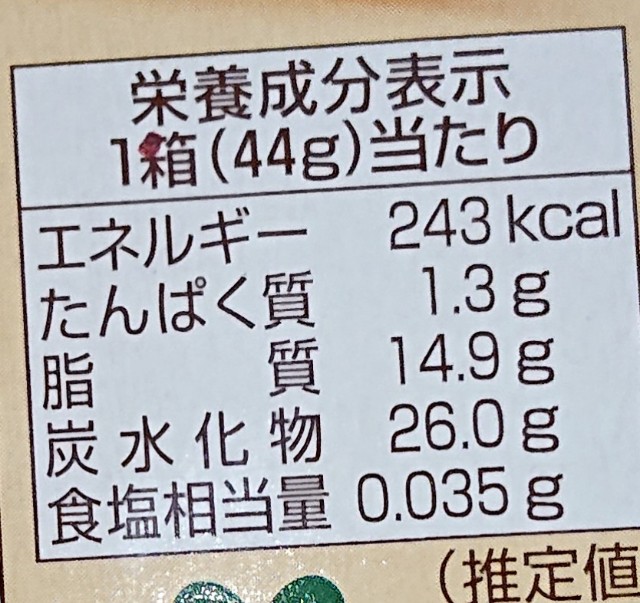 栄養成分表示
1箱(44g)当たり
エネルギー 243 kcal
たんぱく質 1.3 g
脂質 14.9 g
炭水化物 26.0 g
食塩相当量 0.035 g
(推定値